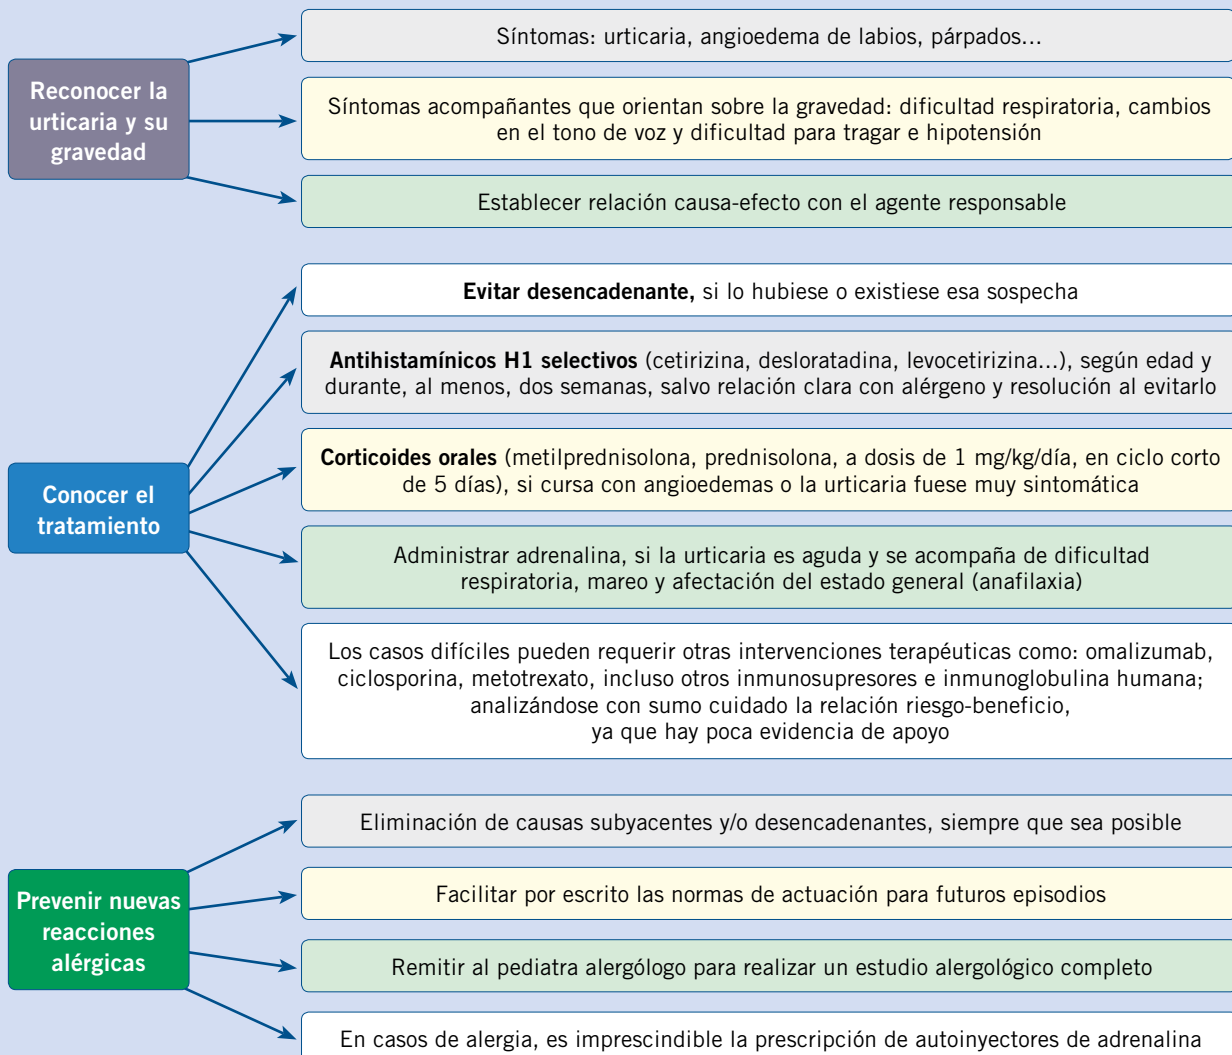 Reconocer la
urticaria y su
gravedad
Síntomas: urticaria, angioedema de labios, párpados...
Síntomas acompañantes que orientan sobre la gravedad: dificultad respiratoria, cambios
en el tono de voz y dificultad para tragar e hipotensión
Establecer relación causa-efecto con el agente responsable
Conocer el
tratamiento
Evitar desencadenante, si lo hubiese o existiese esa sospecha
Antihistamínicos H1 selectivos (cetirizina, desloratadina, levocetirizina...), según edad y
durante, al menos, dos semanas, salvo relación clara con alérgeno y resolución al evitarlo
Corticoides orales (metilprednisolona, prednisolona, a dosis de 1 mg/kg/día, en ciclo corto
de 5 días), si cursa con angioedemas o la urticaria fuese muy sintomática
Administrar adrenalina, si la urticaria es aguda y se acompaña de dificultad
respiratoria, mareo y afectación del estado general (anafilaxia)
Los casos difíciles pueden requerir otras intervenciones terapéuticas como: omalizumab,
ciclosporina, metotrexato, incluso otros inmunosupresores e inmunoglobulina humana;
analizándose con sumo cuidado la relación riesgo-beneficio,
ya que hay poca evidencia de apoyo
Prevenir nuevas
reacciones
alérgicas
Eliminación de causas subyacentes y/o desencadenantes, siempre que sea posible
Facilitar por escrito las normas de actuación para futuros episodios
Remitir al pediatra alergólogo para realizar un estudio alergológico completo
En casos de alergia, es imprescindible la prescripción de autoinyectores de adrenalina